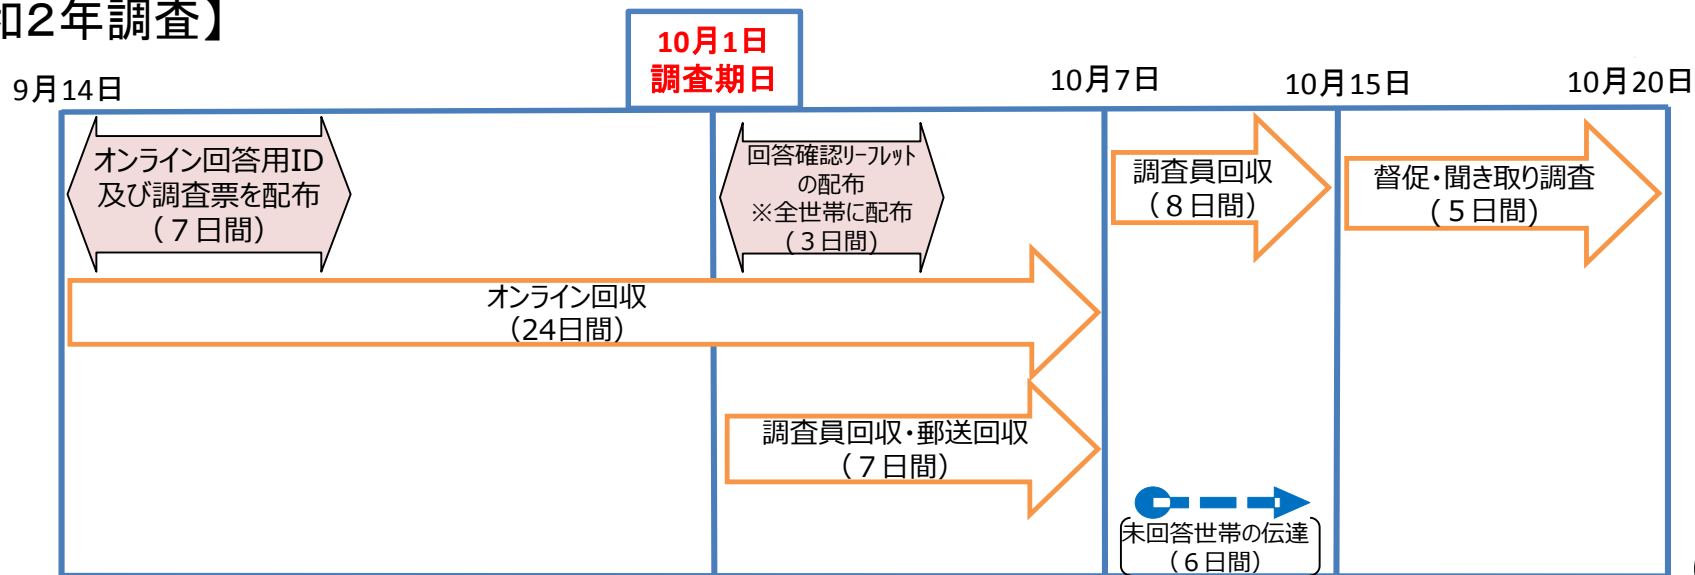 和2年調査】
10月1日
調査期日
9月14日
10月7日
10月15日
10月20日
オンライン回答用ID
及び調査票を配布
（７日間）
回答確認ﾘｰﾌﾚｯﾄ
の配布
※全世帯に配布
(３日間)
調査員回収
（８日間）
督促・聞き取り調査
(５日間)
オンライン回収
（24日間）
調査員回収・郵送回収
（７日間）
未回答世帯の伝達
（６日間）